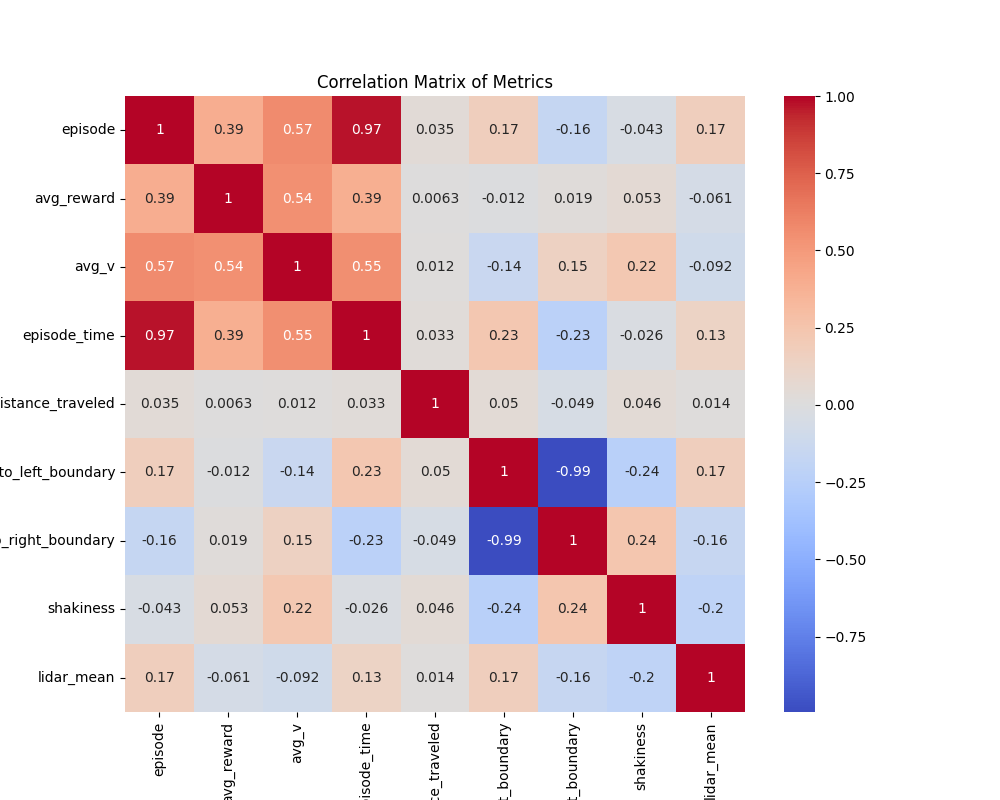 Correlation Matrix of Metrics
episode 1 0.39 0.57 0.97 0.035 0.17 -0.16 -0.043 0.17
avg_reward 0.39 1 0.54 0.39 0.0063 -0.012 0.019 0.053 -0.061
avg_v 0.57 0.54 1 0.55 0.012 -0.14 0.15 0.22 -0.092
episode_time 0.97 0.39 0.55 1 0.033 0.23 -0.23 -0.026 0.13
istance_traveled 0.035 0.0063 0.012 0.033 1 0.05 -0.049 0.046 0.014
to_left_boundary 0.17 -0.012 -0.14 0.23 0.05 1 -0.99 -0.24 0.17
_right_boundary -0.16 0.019 0.15 -0.23 -0.049 -0.99 1 0.24 -0.16
shakiness -0.043 0.053 0.22 -0.026 0.046 -0.24 0.24 1 -0.2
lidar_mean 0.17 -0.061 -0.092 0.13 0.014 0.17 -0.16 -0.2 1
episode
avg_reward
avg_v
isode_time
ce_traveled
t_boundary
t_boundary
shakiness
lidar_mean
1.00
0.75
0.50
0.25
0.00
−0.25
−0.50
−0.75